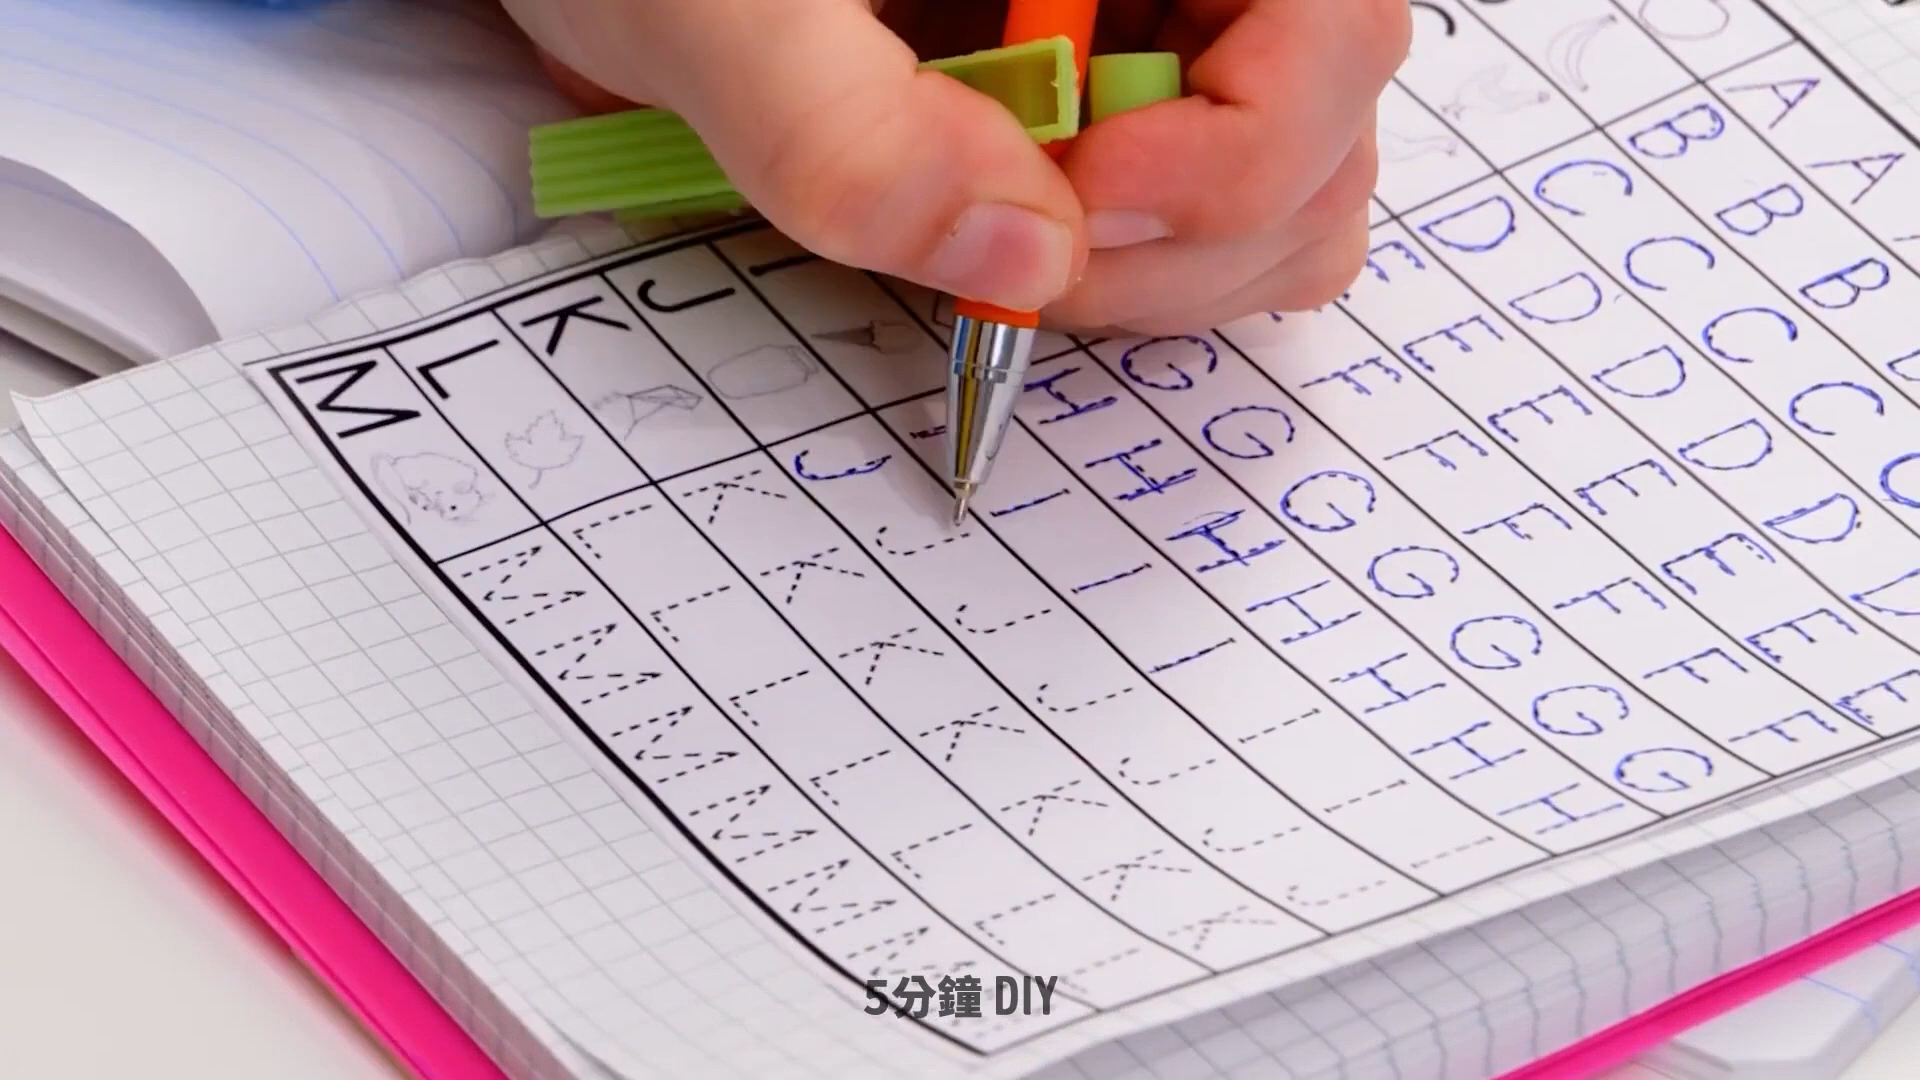 A A
B B B
C C C C C C
D D D D D D
E E E E E E E
F F F F F F
G G G G G G G
H H H H H H H
I I I I I I I
J J J J J J J J
K K K K K K K K
L L L L L L L L
M M M M M M M
5分鐘 DIY